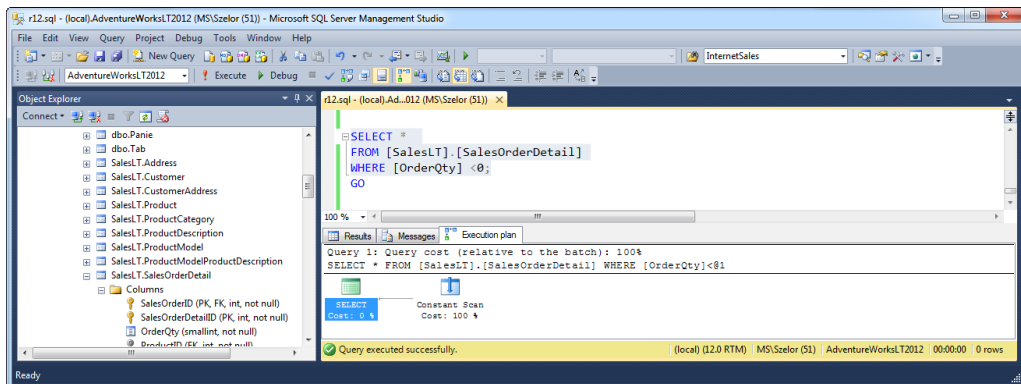 r12.sql - (local).AdventureWorksLT2012 (MS\Szelor (51)) - Microsoft SQL Server Management Studio
File Edit View Query Project Debug Tools Window Help
New Query InternetSales
AdventureWorksLT2012 Execute Debug
Object Explorer
r12.sql - (local).Ad...012 (MS\Szelor (51))
Connect
dbo.Panie
dbo.Tab
SalesLT.Address
SalesLT.Customer
SalesLT.CustomerAddress
SalesLT.Product
SalesLT.ProductCategory
SalesLT.ProductDescription
SalesLT.ProductModel
SalesLT.ProductModelProductDescription
SalesLT.SalesOrderDetail
Columns
SalesOrderID (PK, FK, int, not null)
SalesOrderDetailID (PK, int, not null)
OrderQty (smallint, not null)
ProductID (FK, int, not null)
SELECT *
FROM [SalesLT].[SalesOrderDetail]
WHERE [OrderQty] <0;
GO
100 %
Results Messages Execution plan
Query 1: Query cost (relative to the batch): 100%
SELECT * FROM [SalesLT].[SalesOrderDetail] WHERE [OrderQty]<@1
SELECT
Cost: 0 %
Constant Scan
Cost: 100 %
Query executed successfully. (local) (12.0 RTM) MS\Szelor (51) AdventureWorksLT2012 00:00:00 0 rows
Ready